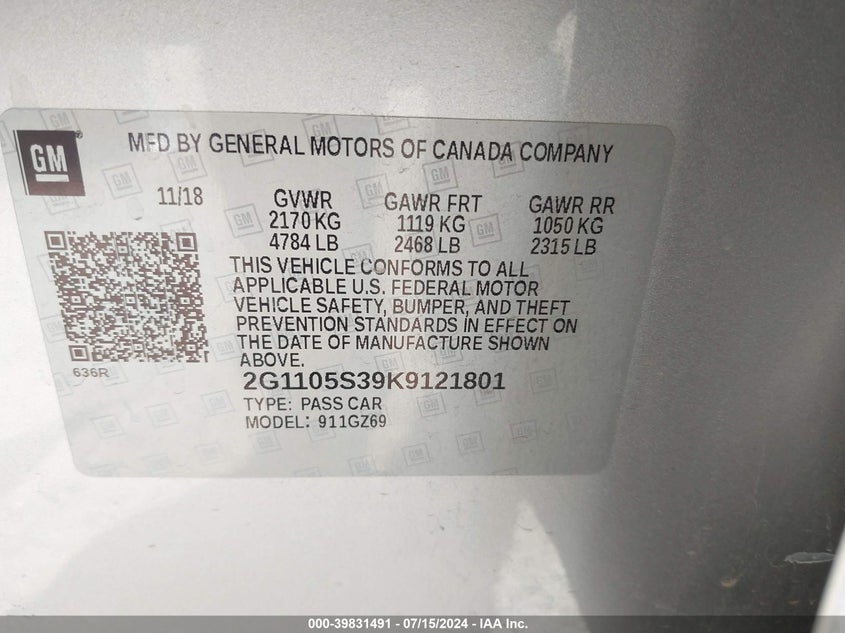 GM
MFD BY GENERAL MOTORS OF CANADA COMPANY
11/18 GVWR GAWR FRT GAWR RR
2170 KG 1119 KG 1050 KG
4784 LB 2468 LB 2315 LB
THIS VEHICLE CONFORMS TO ALL
APPLICABLE U.S. FEDERAL MOTOR
VEHICLE SAFETY, BUMPER, AND THEFT
PREVENTION STANDARDS IN EFFECT ON
THE DATE OF MANUFACTURE SHOWN
ABOVE.
636R
2G1105S39K9121801
TYPE: PASS CAR
MODEL: 911GZ69
000-39831491 - 07/15/2024 - IAA Inc.